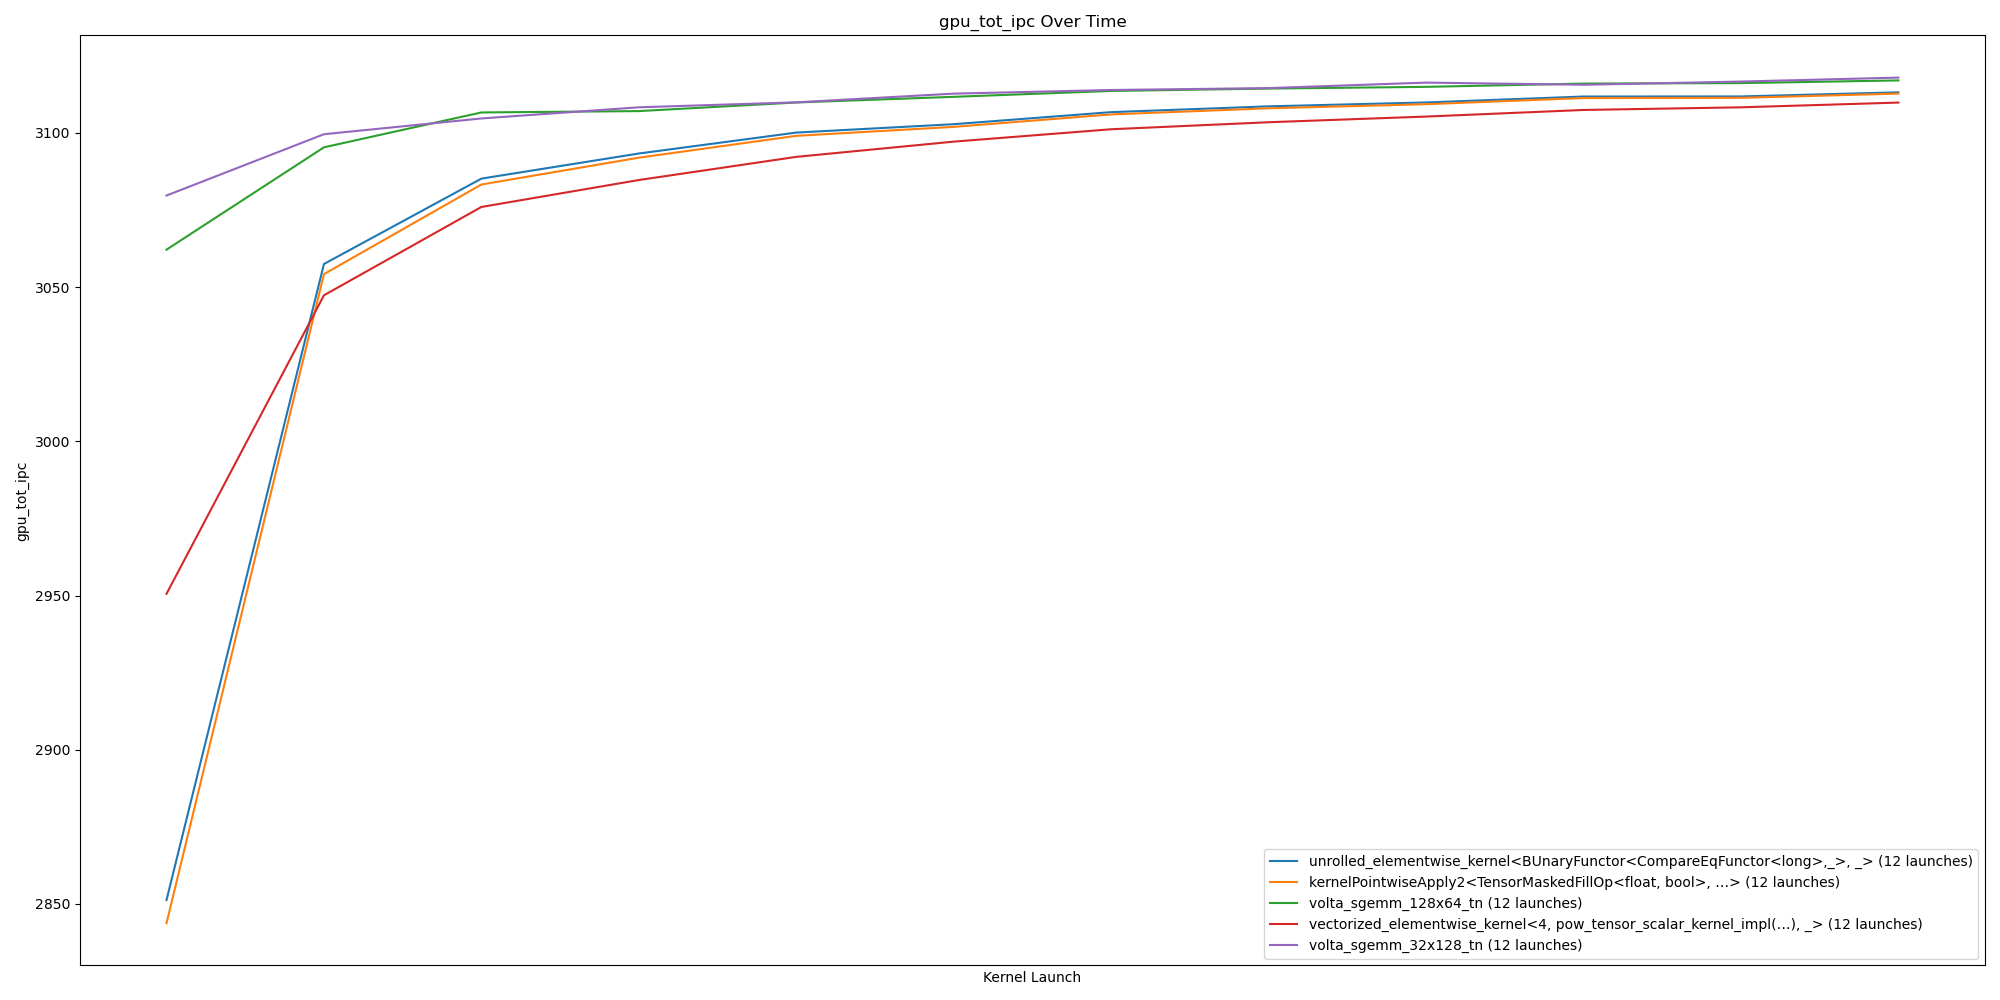 gpu_tot_ipc Over Time
3100
3050
3000
2950
2900
2850
gpu_tot_ipc
Kernel Launch
unrolled_elementwise_kernel<BUnaryFunctor<CompareEqFunctor<long>,_>, _> (12 launches)
kernelPointwiseApply2<TensorMaskedFillOp<float, bool>, ...> (12 launches)
volta_sgemm_128x64_tn (12 launches)
vectorized_elementwise_kernel<4, pow_tensor_scalar_kernel_impl(...), _> (12 launches)
volta_sgemm_32x128_tn (12 launches)